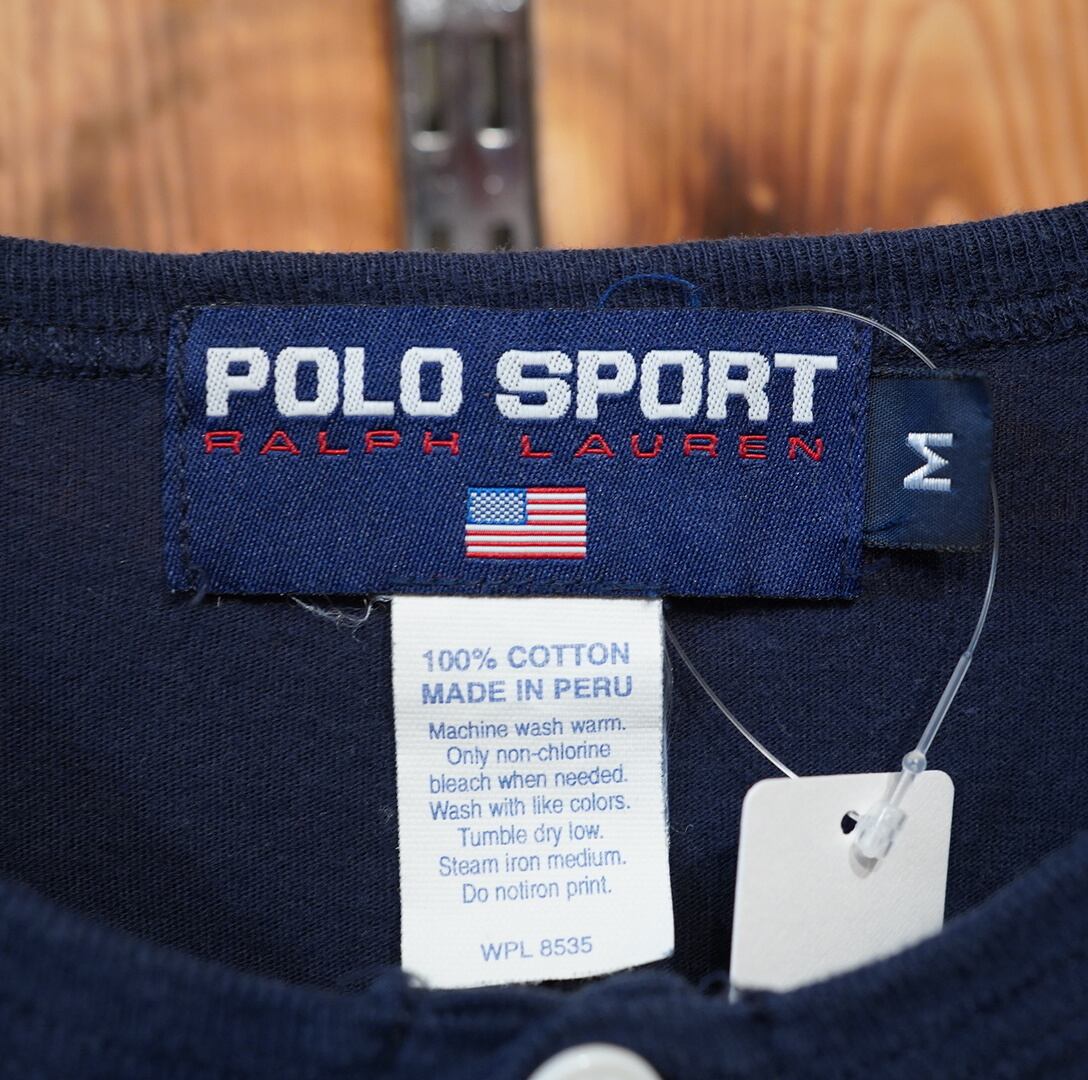 POLO SPORT
RALPH LAUREN
M
100% COTTON
MADE IN PERU
Machine wash warm.
Only non-chlorine
bleach when needed.
Wash with like colors.
Tumble dry low.
Steam iron medium.
Do notiron print.
WPL 8535